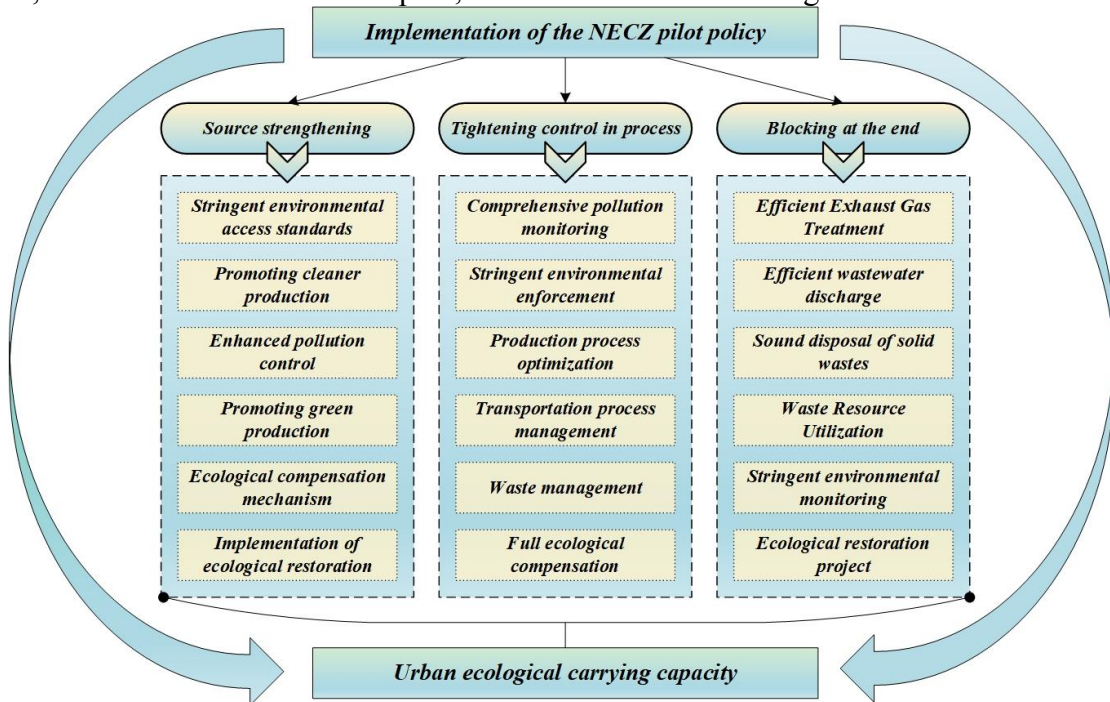 Implementation of the NECZ pilot policy
Source strengthening
Stringent environmental
access standards
Promoting cleaner
production
Enhanced pollution
control
Promoting green
production
Ecological compensation
mechanism
Implementation of
ecological restoration
Tightening control in process
Comprehensive pollution
monitoring
Stringent environmental
enforcement
Production process
optimization
Transportation process
management
Waste management
Full ecological
compensation
Blocking at the end
Efficient Exhaust Gas
Treatment
Efficient wastewater
discharge
Sound disposal of solid
wastes
Waste Resource
Utilization
Stringent environmental
monitoring
Ecological restoration
project
Urban ecological carrying capacity